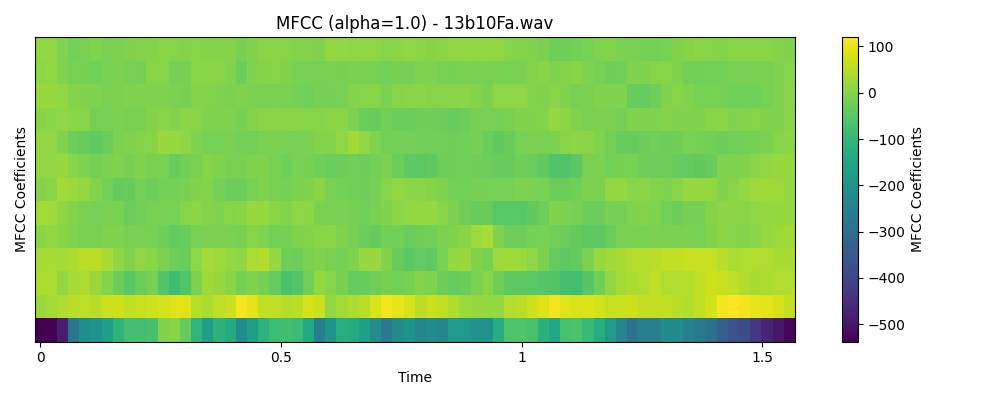 MFCC (alpha=1.0) - 13b10Fa.wav
MFCC Coefficients
0
0.5
1
1.5
Time
100
0
−100
−200
−300
−400
−500
MFCC Coefficients